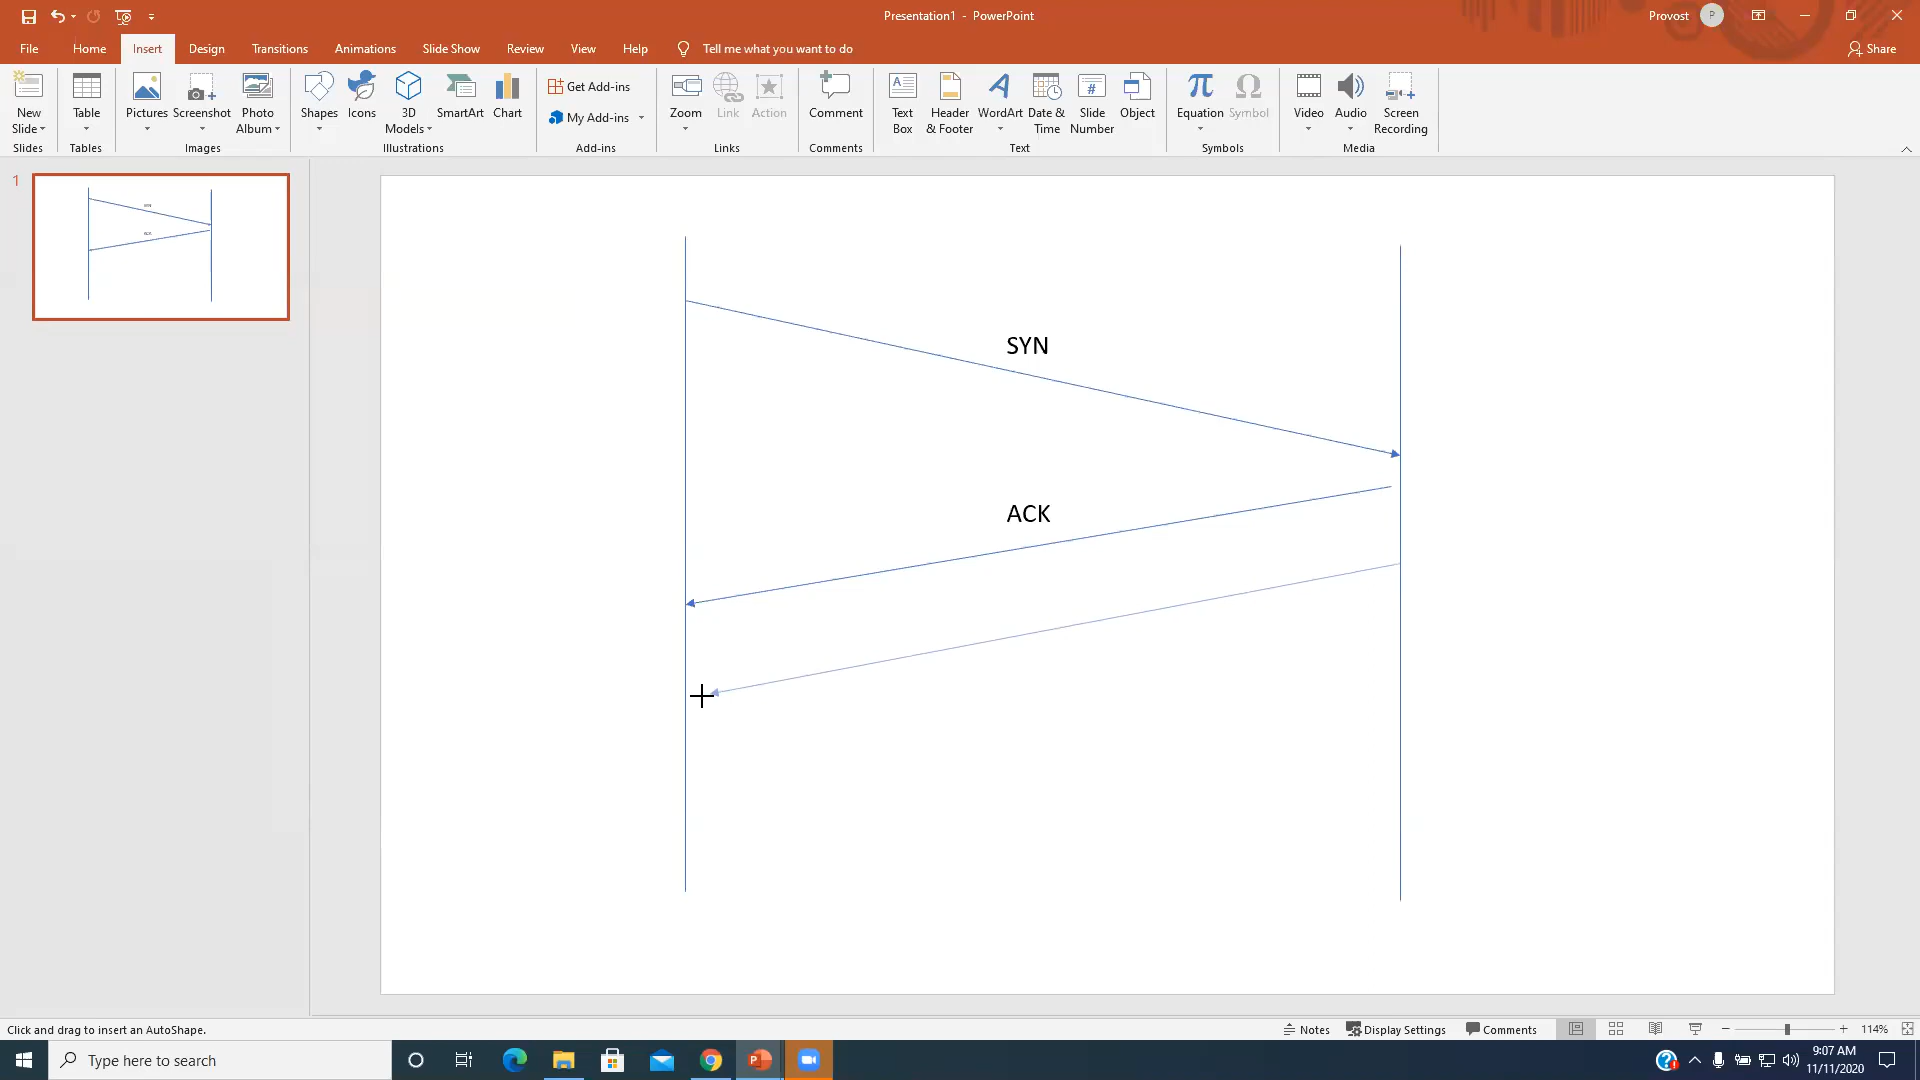 Presentation1 - PowerPoint
Provost
P
File
Home
Insert
Design
Transitions
Animations
Slide Show
Review
View
Help
Tell me what you want to do
Share
New Slide
Table
Pictures
Screenshot
Photo Album
Shapes
Icons
3D Models
SmartArt
Chart
Get Add-ins
My Add-ins
Zoom
Link
Action
Comment
Text Box
Header & Footer
WordArt
Date & Time
Slide Number
Object
Equation
Symbol
Video
Audio
Screen Recording
Slides
Tables
Images
Illustrations
Add-ins
Links
Comments
Text
Symbols
Media
1
SYN
ACK
SYN
ACK
Click and drag to insert an AutoShape.
Notes
Display Settings
Comments
114%
Type here to search
9:07 AM
11/11/2020